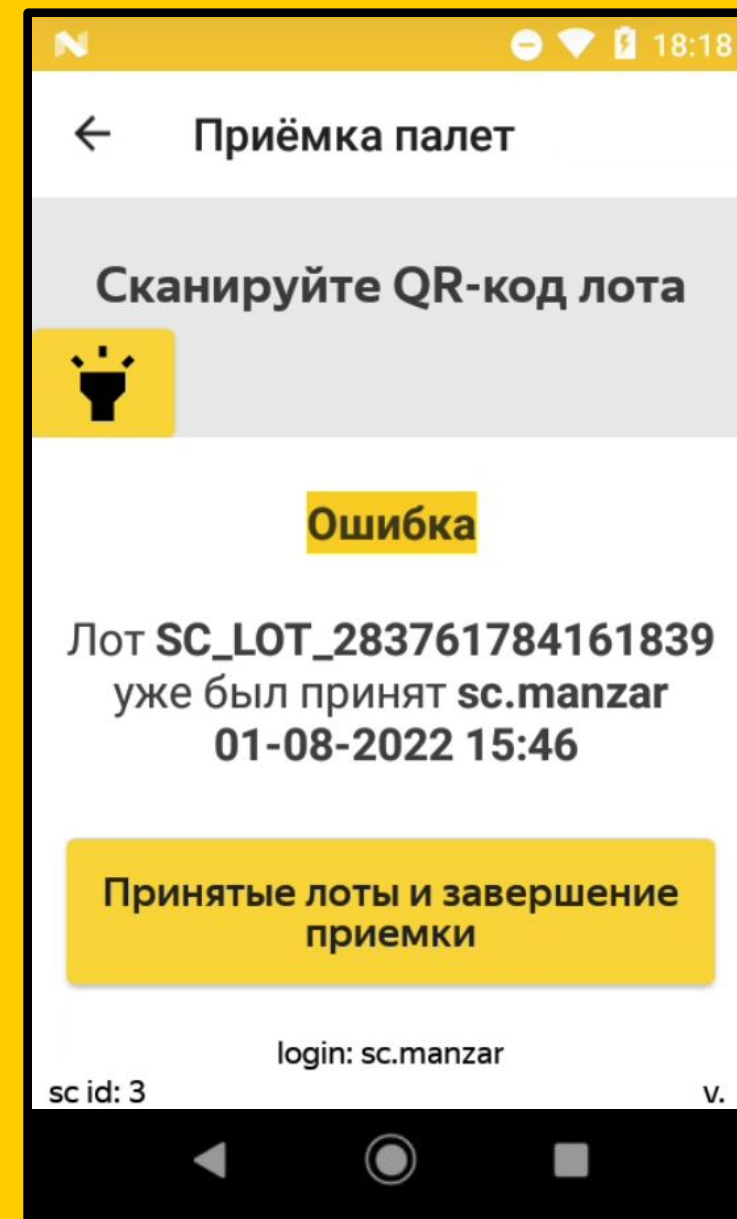 18:18
Приёмка палет
Сканируйте QR-код лота
Ошибка
Лот SC_LOT_283761784161839
уже был принят sc.manzar
01-08-2022 15:46
Принятые лоты и завершение
приемки
login: sc.manzar
sc id: 3
v.